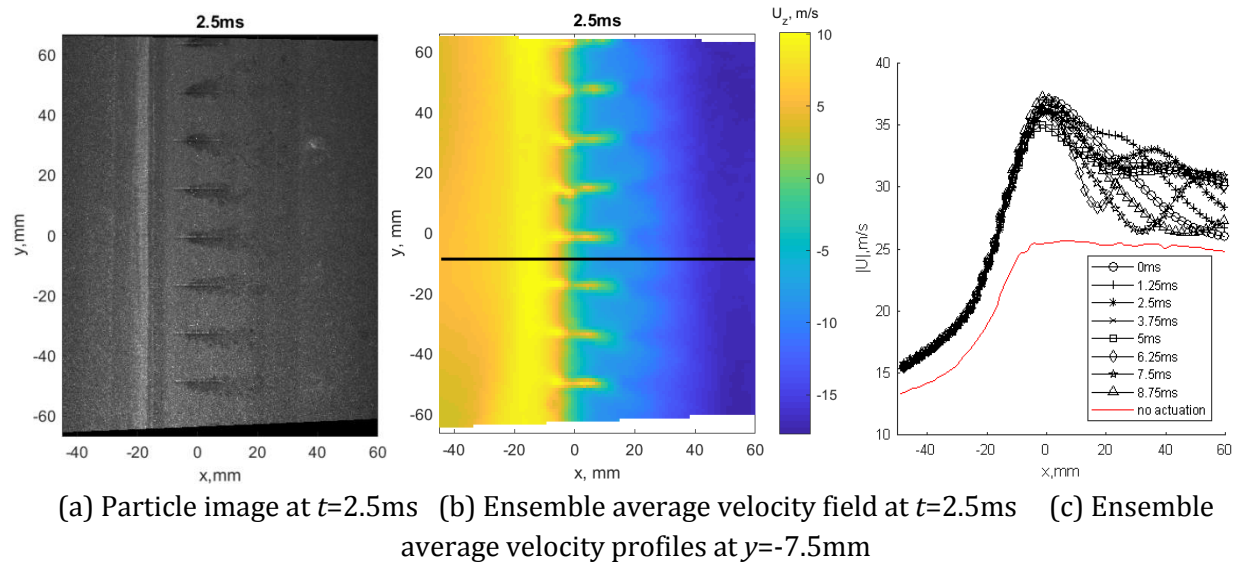 2.5ms
60
40
20
0
-20
-40
-60
y,mm
-40 -20 0 20 40 60
x,mm
2.5ms
60
40
20
0
-20
-40
-60
y, mm
-40 -20 0 20 40 60
x, mm
U_z, m/s
10
5
0
-5
-10
-15
40
35
30
25
20
15
10
|U|,m/s
-40 -20 0 20 40 60
x,mm
0ms
1.25ms
2.5ms
3.75ms
5ms
6.25ms
7.5ms
8.75ms
no actuation
(a) Particle image at t=2.5ms (b) Ensemble average velocity field at t=2.5ms (c) Ensemble
average velocity profiles at y=-7.5mm